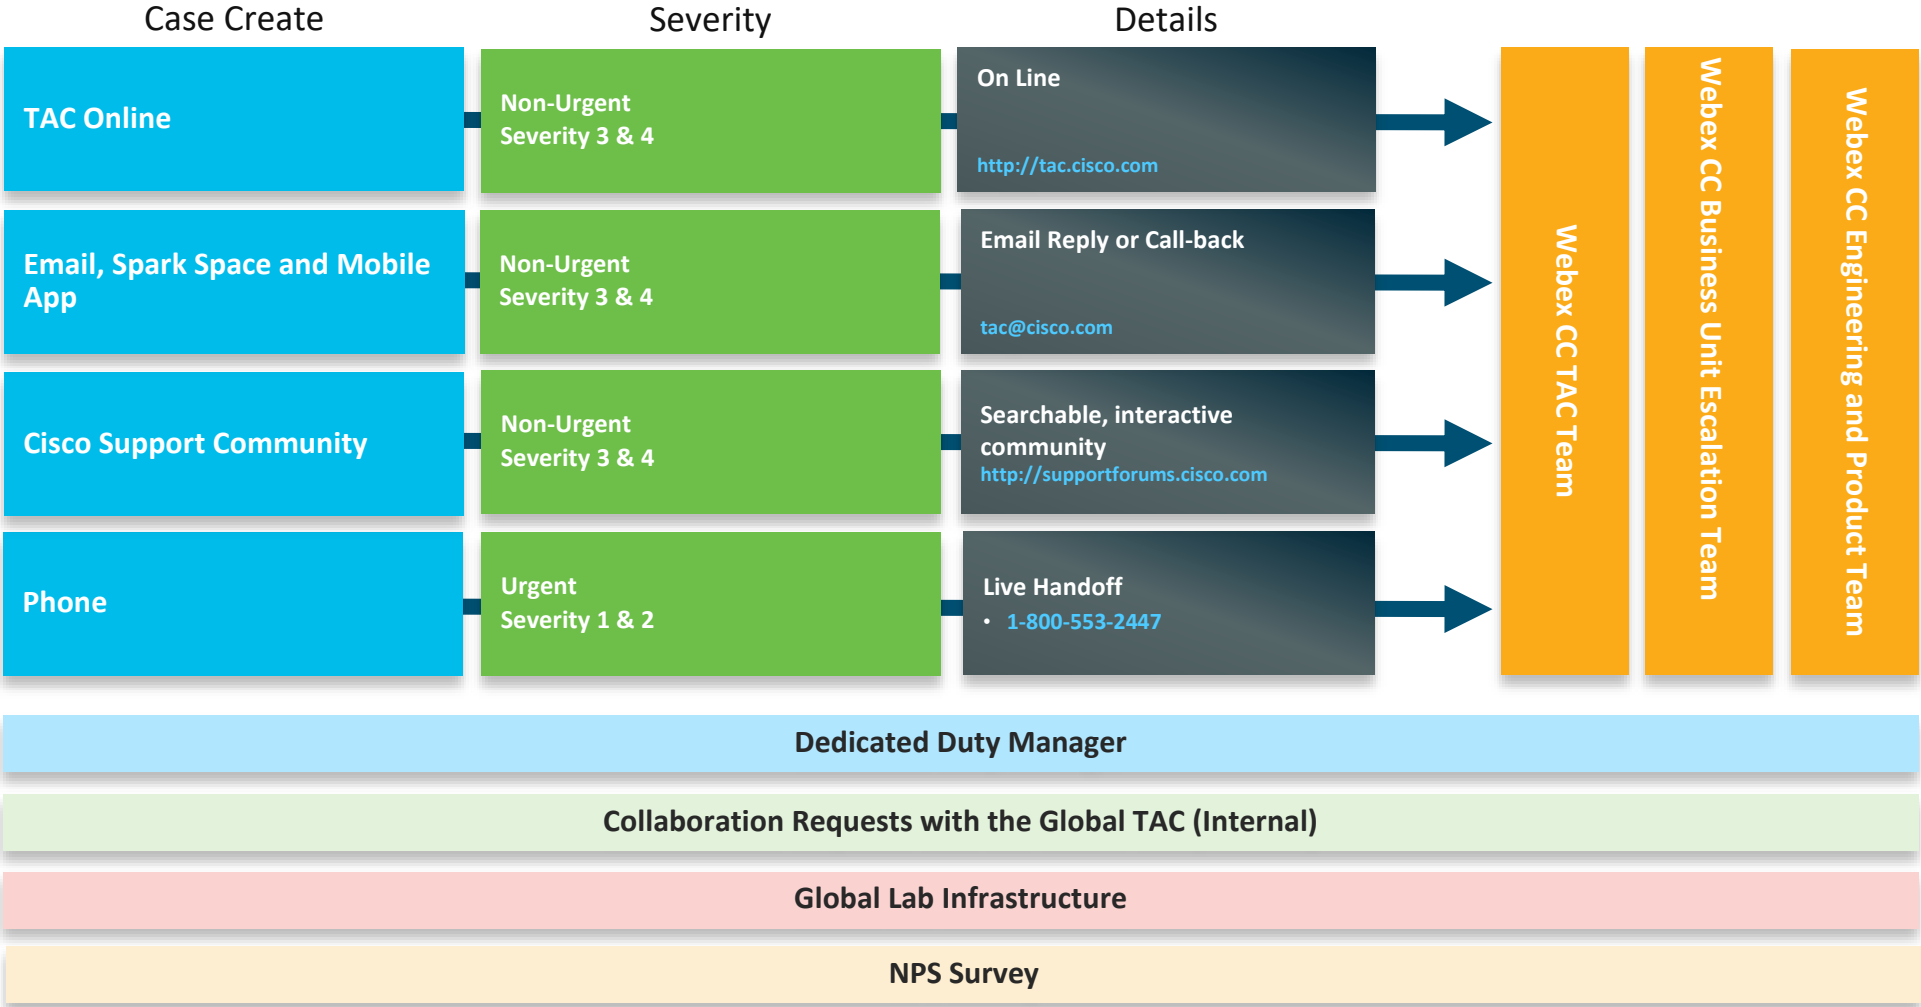 Case Create
Severity
Details
TAC Online
Non-Urgent
Severity 3 & 4
On Line
http://tac.cisco.com
Email, Spark Space and Mobile
App
Non-Urgent
Severity 3 & 4
Email Reply or Call-back
tac@cisco.com
Cisco Support Community
Non-Urgent
Severity 3 & 4
Searchable, interactive
community
http://supportforums.cisco.com
Phone
Urgent
Severity 1 & 2
Live Handoff
• 1-800-553-2447
Webex CC TAC Team
Webex CC Business Unit Escalation Team
Webex CC Engineering and Product Team
Dedicated Duty Manager
Collaboration Requests with the Global TAC (Internal)
Global Lab Infrastructure
NPS Survey